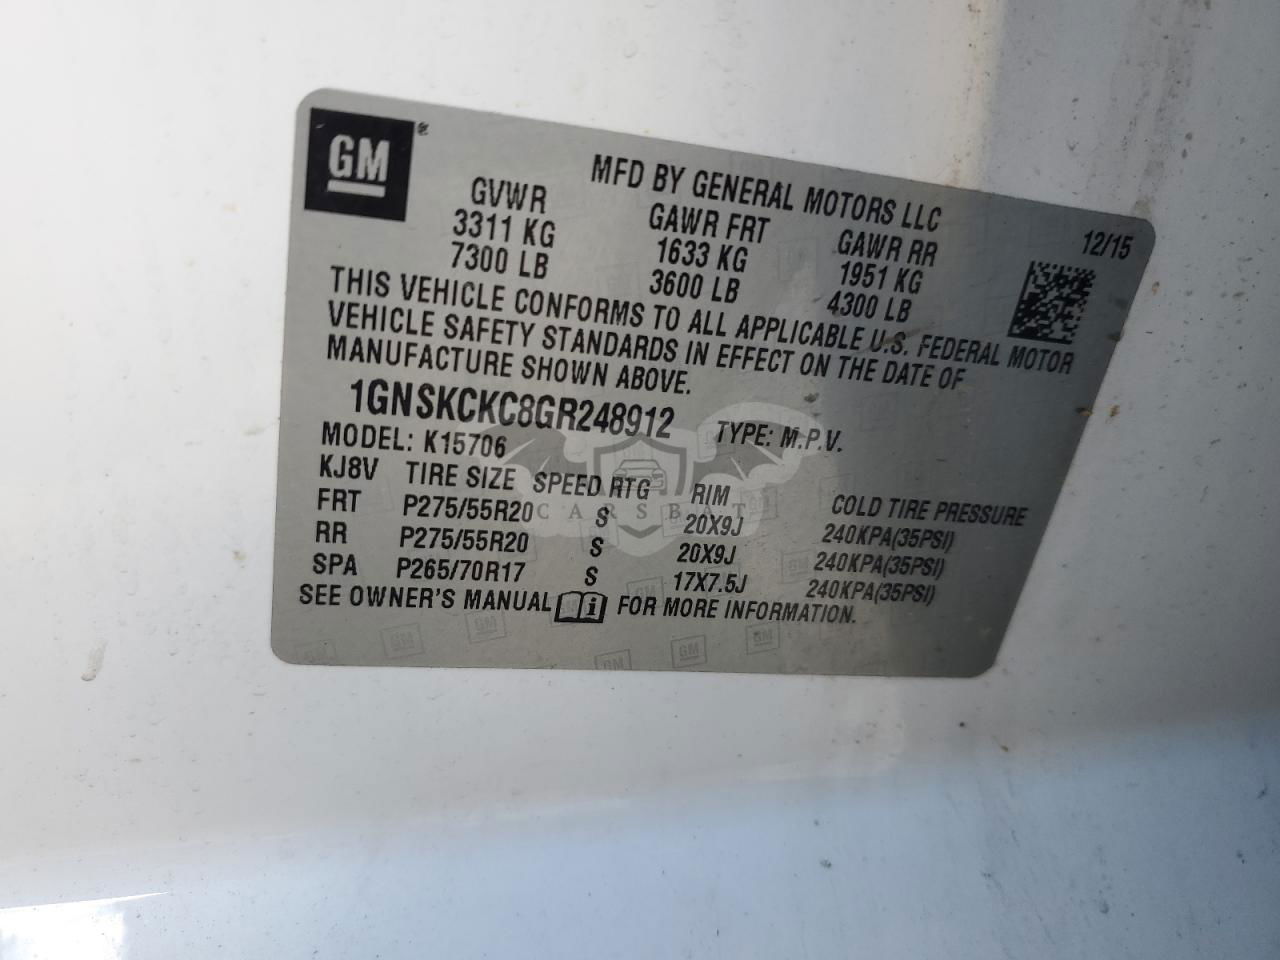 GM®
MFD BY GENERAL MOTORS LLC
GVWR GAWR FRT GAWR RR 12/15
3311 KG 1633 KG 1951 KG
7300 LB 3600 LB 4300 LB
THIS VEHICLE CONFORMS TO ALL APPLICABLE U.S. FEDERAL MOTOR
VEHICLE SAFETY STANDARDS IN EFFECT ON THE DATE OF
MANUFACTURE SHOWN ABOVE.
1GNSKCKC8GR248912 TYPE: M.P.V.
MODEL: K15706
KJ8V TIRE SIZE SPEED RTG RIM COLD TIRE PRESSURE
FRT P275/55R20 S 20X9J 240KPA(35PSI)
RR P275/55R20 S 20X9J 240KPA(35PSI)
SPA P265/70R17 S 17X7.5J 240KPA(35PSI)
SEE OWNER'S MANUAL FOR MORE INFORMATION.
CARSBAT